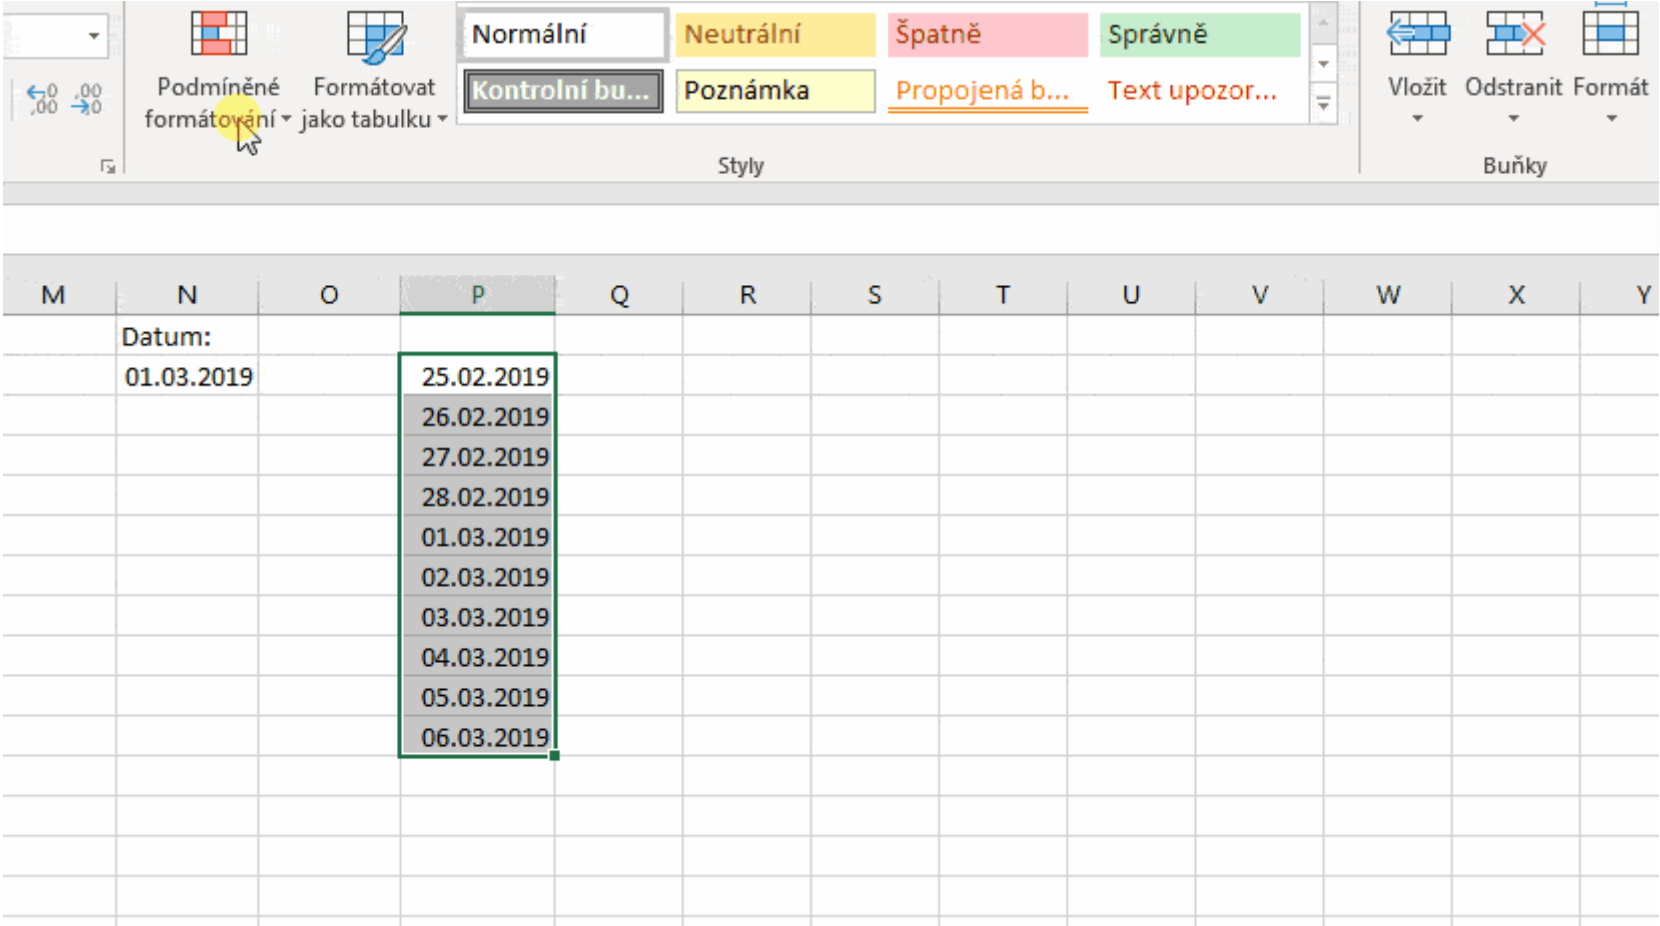 Normální Neutrální Špatně Správně
Kontrolní bu... Poznámka Propojená b... Text upozor...
Podmíněné formátování
Formátovat jako tabulku
Vložit Odstranit Formát
,00 ,00
Styly Buňky
M N O P Q R S T U V W X Y
Datum:
01.03.2019 25.02.2019
26.02.2019
27.02.2019
28.02.2019
01.03.2019
02.03.2019
03.03.2019
04.03.2019
05.03.2019
06.03.2019